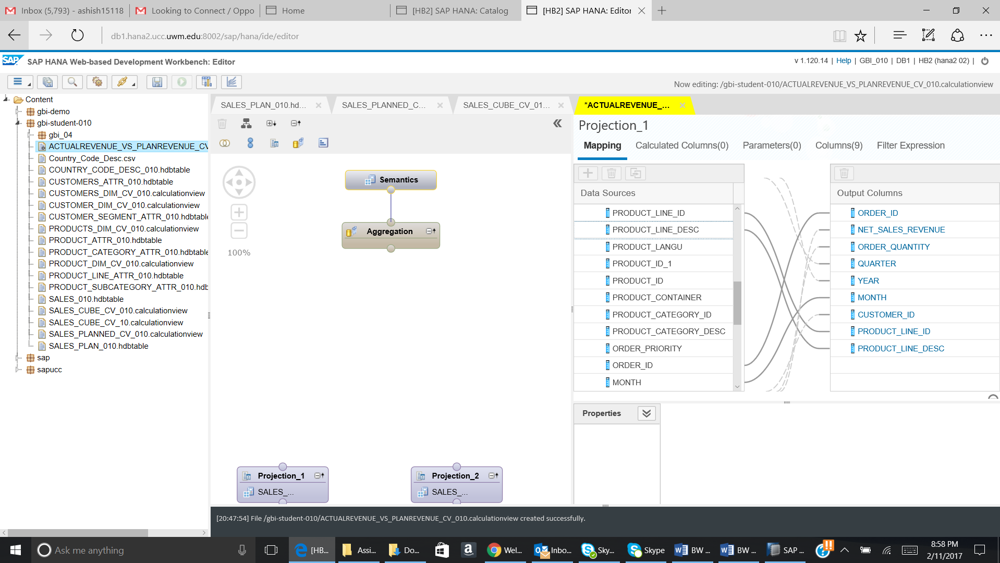 Inbox (5,793) - ashish15118
Looking to Connect / Oppo
Home
[HB2] SAP HANA: Catalog
[HB2] SAP HANA: Editor
db1.hana2.ucc.uwm.edu:8002/sap/hana/ide/editor
SAP
SAP HANA Web-based Development Workbench: Editor
v 1.120.14 | Help | GBI_010 | DB1 | HB2 (hana2 02) |
Now editing: /gbi-student-010/ACTUALREVENUE_VS_PLANREVENUE_CV_010.calculationview
Content
gbi-demo
gbi-student-010
gbi_04
ACTUALREVENUE_VS_PLANREVENUE_CV
Country_Code_Desc.csv
COUNTRY_CODE_DESC_010.hdbtable
CUSTOMERS_ATTR_010.hdbtable
CUSTOMERS_DIM_CV_010.calculationview
CUSTOMER_DIM_CV_010.calculationview
CUSTOMER_SEGMENT_ATTR_010.hdbtable
PRODUCTS_DIM_CV_010.calculationview
PRODUCT_ATTR_010.hdbtable
PRODUCT_CATEGORY_ATTR_010.hdbtable
PRODUCT_DIM_CV_010.calculationview
PRODUCT_LINE_ATTR_010.hdbtable
PRODUCT_SUBCATEGORY_ATTR_010.hdb
SALES_010.hdbtable
SALES_CUBE_CV_010.calculationview
SALES_CUBE_CV_10.calculationview
SALES_PLANNED_CV_010.calculationview
SALES_PLAN_010.hdbtable
sap
sapucc
SALES_PLAN_010.hd...
SALES_PLANNED_C...
SALES_CUBE_CV_01...
*ACTUALREVENUE_...
100%
Semantics
Aggregation
Projection_1
SALES_...
Projection_2
SALES_...
Projection_1
Mapping
Calculated Columns(0)
Parameters(0)
Columns(9)
Filter Expression
Data Sources
PRODUCT_LINE_ID
PRODUCT_LINE_DESC
PRODUCT_LANGU
PRODUCT_ID_1
PRODUCT_ID
PRODUCT_CONTAINER
PRODUCT_CATEGORY_ID
PRODUCT_CATEGORY_DESC
ORDER_PRIORITY
ORDER_ID
MONTH
Output Columns
ORDER_ID
NET_SALES_REVENUE
ORDER_QUANTITY
QUARTER
YEAR
MONTH
CUSTOMER_ID
PRODUCT_LINE_ID
PRODUCT_LINE_DESC
Properties
[20:47:54] File /gbi-student-010/ACTUALREVENUE_VS_PLANREVENUE_CV_010.calculationview created successfully.
Ask me anything
[HB...
Assi...
Do...
a
Wel...
Inbo...
Sky...
Skype
BW ...
BW ...
SAP ...
8:58 PM
2/11/2017